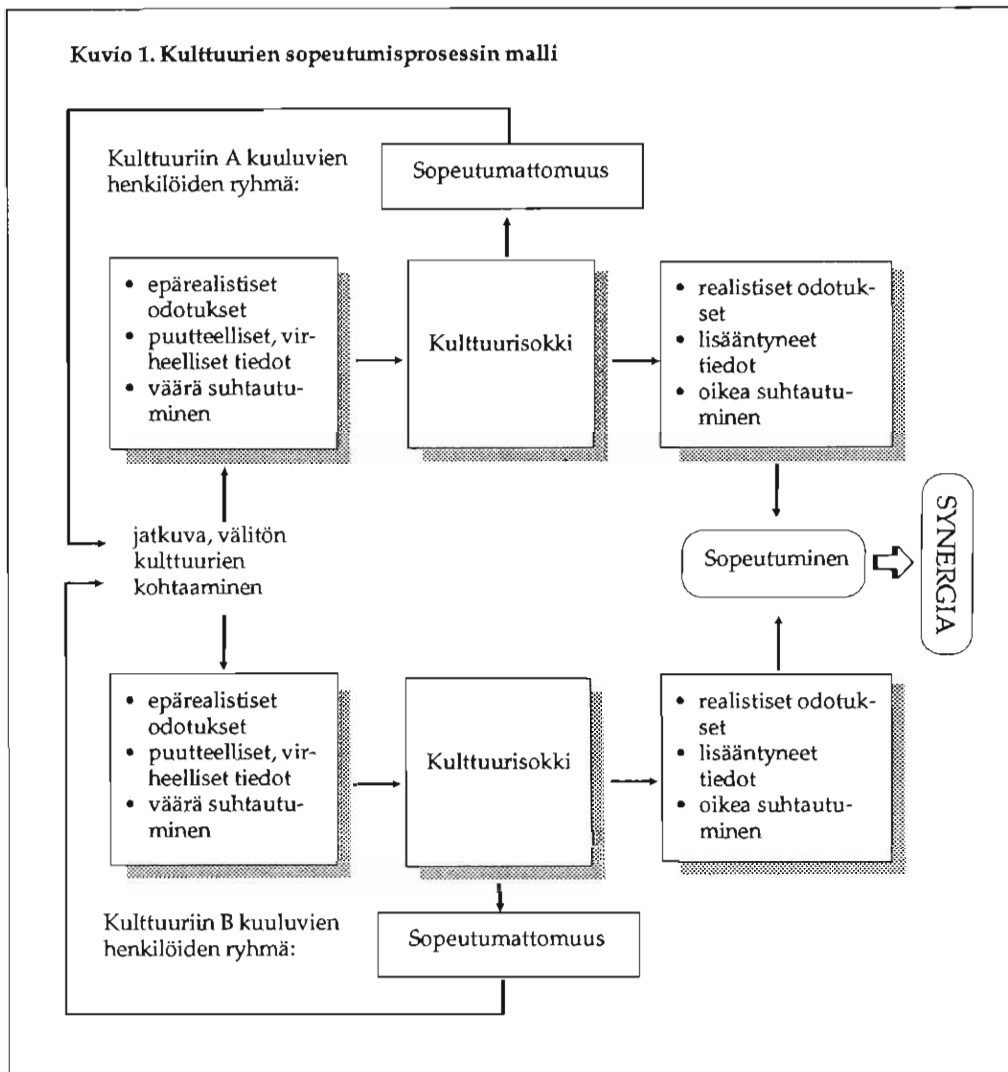 Kuvio 1. Kulttuurien sopeutumisprosessin malli
Kulttuuriin A kuuluvien
henkilöiden ryhmä:
Sopeutumattomuus
• epärealistiset
odotukset
• puutteelliset, vir-
heelliset tiedot
• väärä suhtautu-
minen
Kulttuurisokki
• realistiset odotuk-
set
• lisääntyneet
tiedot
• oikea suhtautu-
minen
jatkuva, välitön
kulttuurien
kohtaaminen
Sopeutuminen
SYNERGIA
• epärealistiset
odotukset
• puutteelliset, vir-
heelliset tiedot
• väärä suhtautu-
minen
Kulttuurisokki
• realistiset odotuk-
set
• lisääntyneet
tiedot
• oikea suhtautu-
minen
Kulttuuriin B kuuluvien
henkilöiden ryhmä:
Sopeutumattomuus